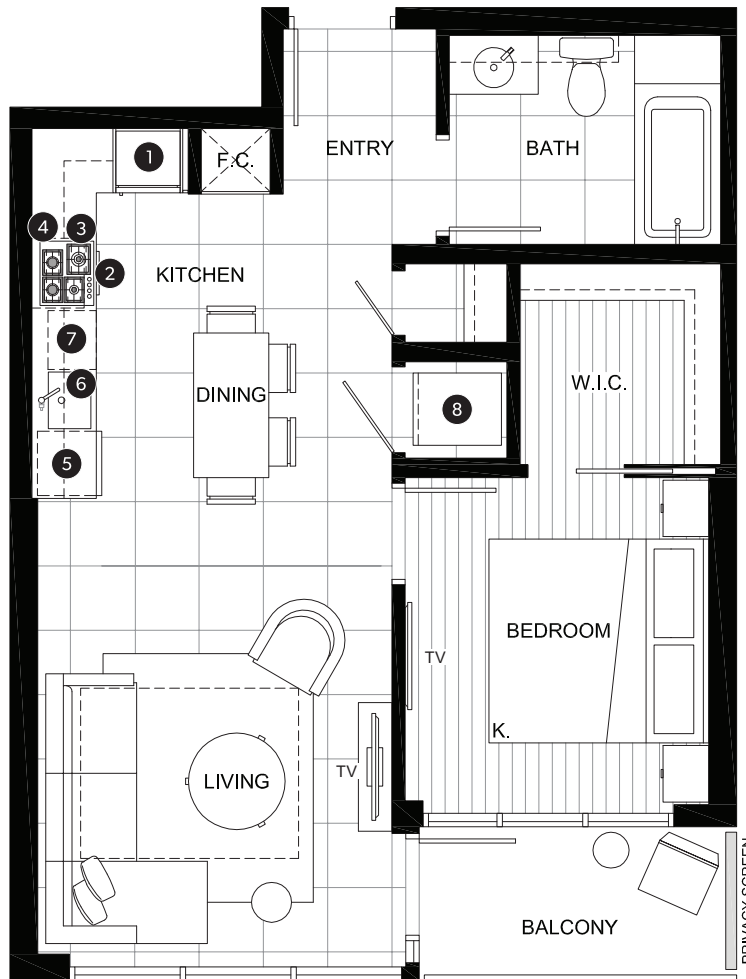 1
F.C.
ENTRY
BATH
4
3
2
KITCHEN
7
6
DINING
W.I.C.
8
5
BEDROOM
TV
K.
TV
LIVING
BALCONY
PRIVACY SCREEN